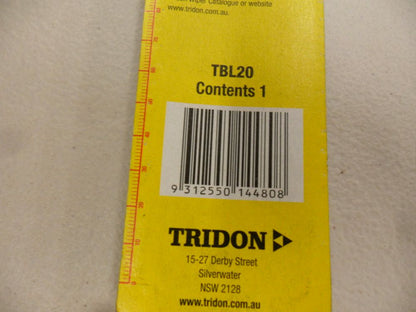 Wiper Catalogue or website
www.tridon.com.au
TBL20
Contents 1
9 312550 144808
TRIDON
15-27 Derby Street
Silverwater
NSW 2128
www.tridon.com.au